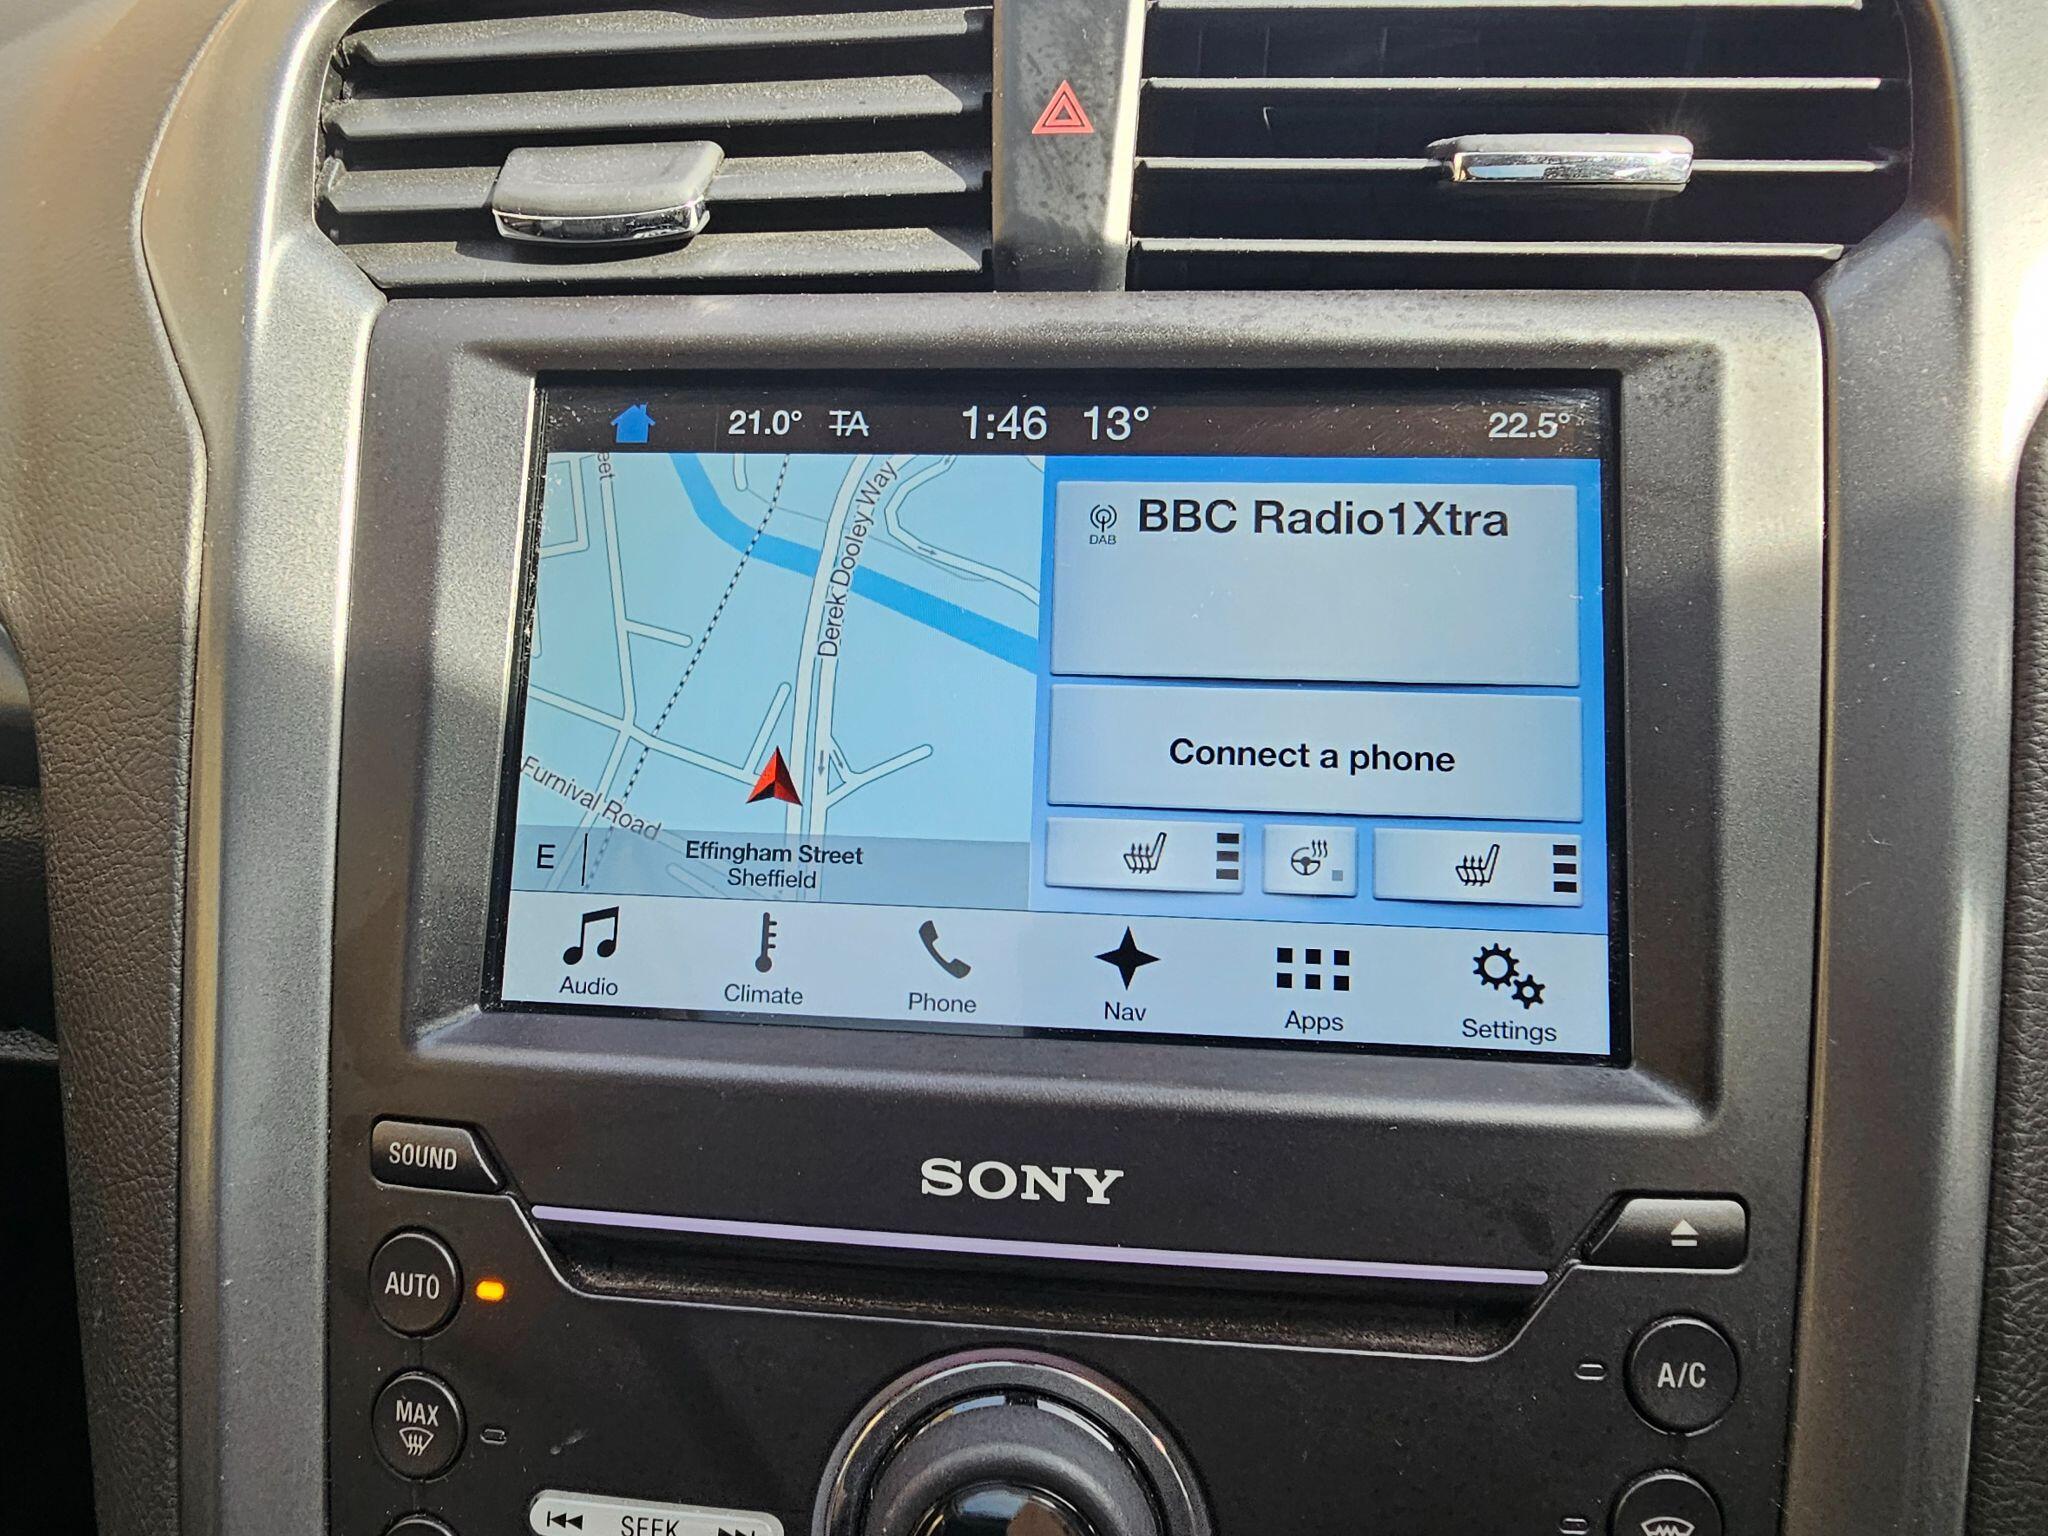 21.0° TA 1:46 13° 22.5°
eet
Derek Dooley Way
Furnival Road
E
Effingham Street
Sheffield
DAB
BBC Radio1Xtra
Connect a phone
Audio
Climate
Phone
Nav
Apps
Settings
SOUND
SONY
AUTO
A/C
MAX
SEEK